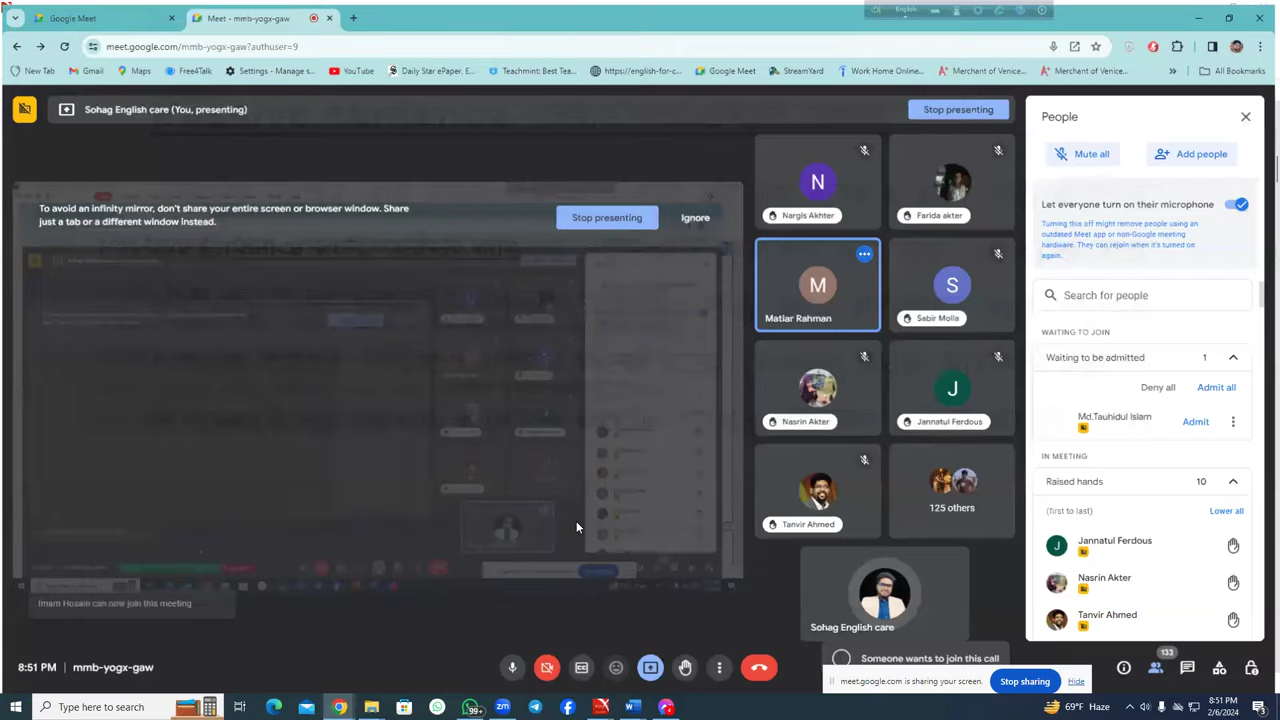 English
Google Meet
Meet - mmb-yogx-gaw
meet.google.com/mmb-yogx-gaw?authuser=9
New Tab
Gmail
Maps
Free4Talk
Settings - Manage s...
YouTube
Daily Star ePaper, E...
Teachmint: Best Tea...
https://english-for-c...
Google Meet
StreamYard
Work Home Online...
Merchant of Venice...
Merchant of Venice...
»
All Bookmarks
Sohag English care (You, presenting)
Stop presenting
To avoid an infinity mirror, don't share your entire screen or browser window. Share
just a tab or a different window instead.
Stop presenting
Ignore
Imam Hosain can now join this meeting
N
Nargis Akhter
Farida akter
M
Matiar Rahman
S
Sabir Molla
Nasrin Akter
J
Jannatul Ferdous
Tanvir Ahmed
125 others
Sohag English care
Someone wants to join this call
People
Mute all
Add people
Let everyone turn on their microphone
Turning this off might remove people using an
outdated Meet app or non-Google meeting
hardware. They can rejoin when it's turned on
again.
Search for people
WAITING TO JOIN
Waiting to be admitted 1
Deny all Admit all
Md.Tauhidul Islam Admit
IN MEETING
Raised hands 10
(first to last) Lower all
J
Jannatul Ferdous
Nasrin Akter
Tanvir Ahmed
8:51 PM | mmb-yogx-gaw
133
meet.google.com is sharing your screen.
Stop sharing
Hide
Type here to search
99+
zm
W
69°F Haze
8:51 PM
2/6/2024